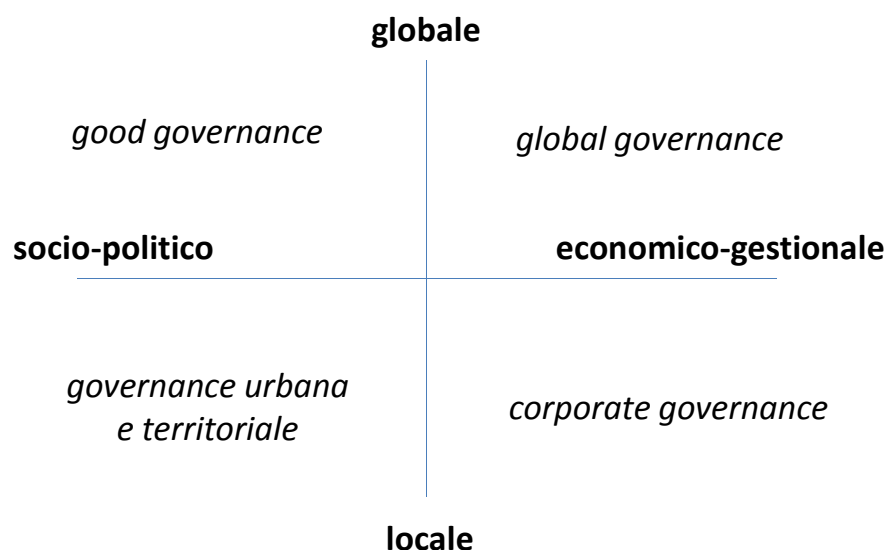 globale
good governance
global governance
socio-politico
economico-gestionale
governance urbana
e territoriale
corporate governance
locale